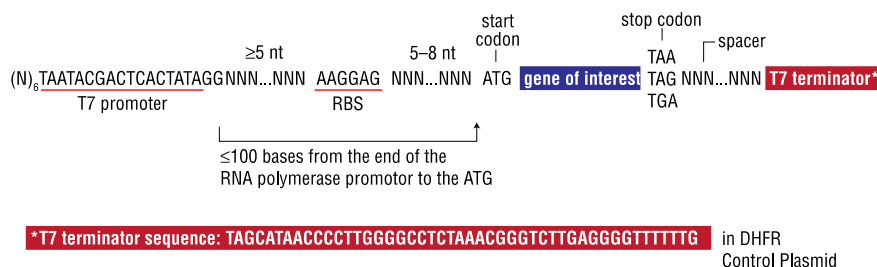 start codon
stop codon
≥5 nt
5–8 nt
spacer
TAA
TAG
TGA
(N)6TAATACGACTCACTATAGGNNN...NNN AAGGAG NNN...NNN ATG gene of interest NNN...NNN T7 terminator*
T7 promoter
RBS
≤100 bases from the end of the
RNA polymerase promotor to the ATG
*T7 terminator sequence: TAGCATAACCCCTTGGGGCCTCTAAACGGGTCTTGAGGGGTTTTTTG
in DHFR
Control Plasmid